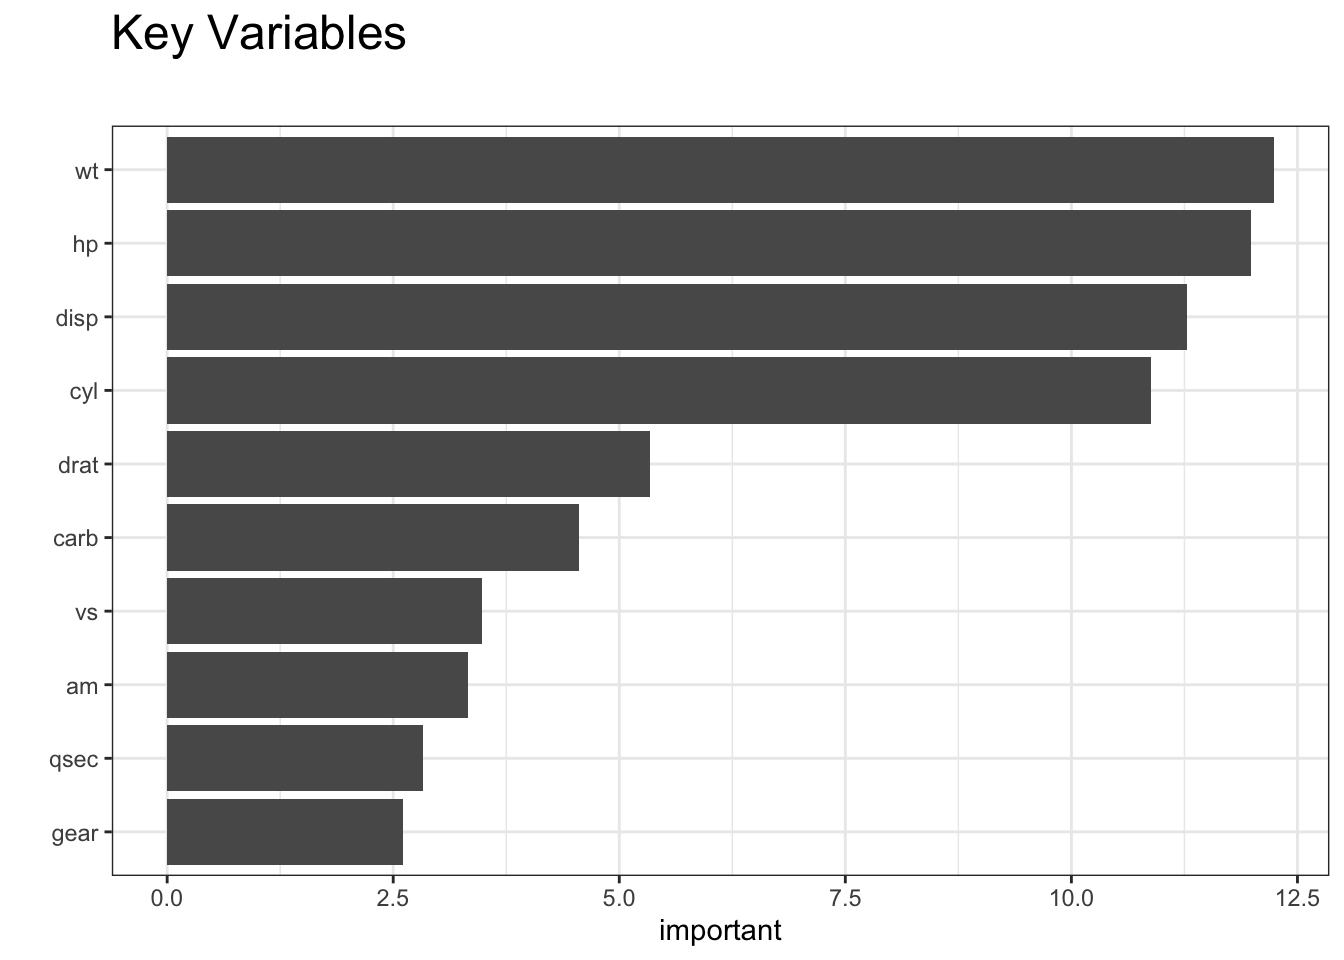 Key Variables
wt
hp
disp
cyl
drat
carb
vs
am
qsec
gear
0.0 2.5 5.0 7.5 10.0 12.5
important